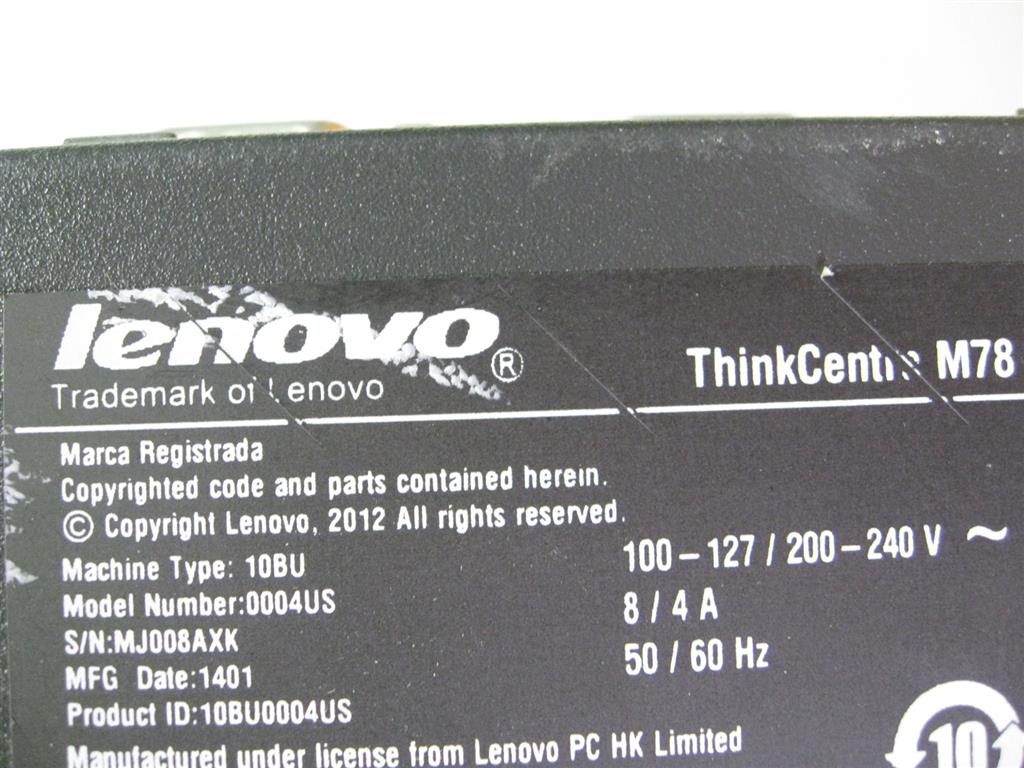 lenovo ®
Trademark of Lenovo
ThinkCentre M78
Marca Registrada
Copyrighted code and parts contained herein.
© Copyright Lenovo, 2012 All rights reserved.
Machine Type: 10BU
100 – 127 / 200 – 240 V ~
Model Number:0004US
8 / 4 A
S/N:MJ008AXK
50 / 60 Hz
MFG Date:1401
Product ID:10BU0004US
Manufactured under license from Lenovo PC HK Limited
10